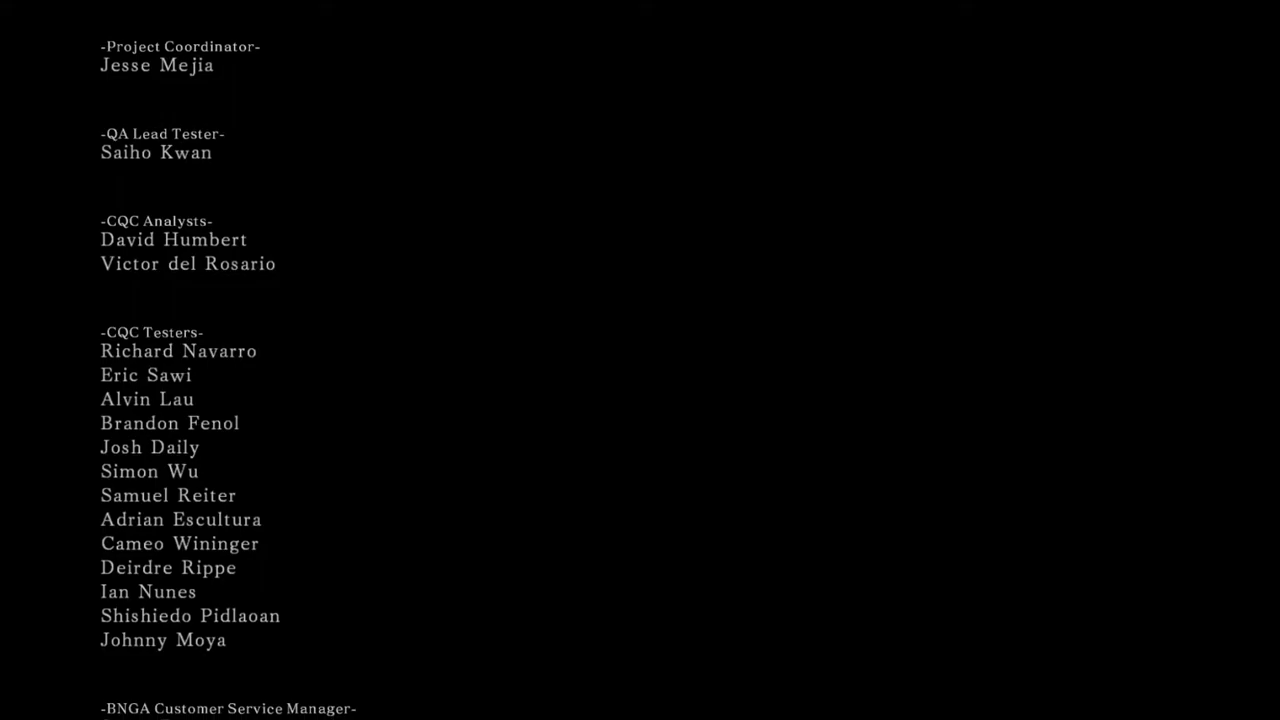 -Project Coordinator-
Jesse Mejia
-QA Lead Tester-
Saiho Kwan
-CQC Analysts-
David Humbert
Victor del Rosario
-CQC Testers-
Richard Navarro
Eric Sawi
Alvin Lau
Brandon Fenol
Josh Daily
Simon Wu
Samuel Reiter
Adrian Escultura
Cameo Wininger
Deirdre Rippe
Ian Nunes
Shishiedo Pidlaoan
Johnny Moya
-BNGA Customer Service Manager-